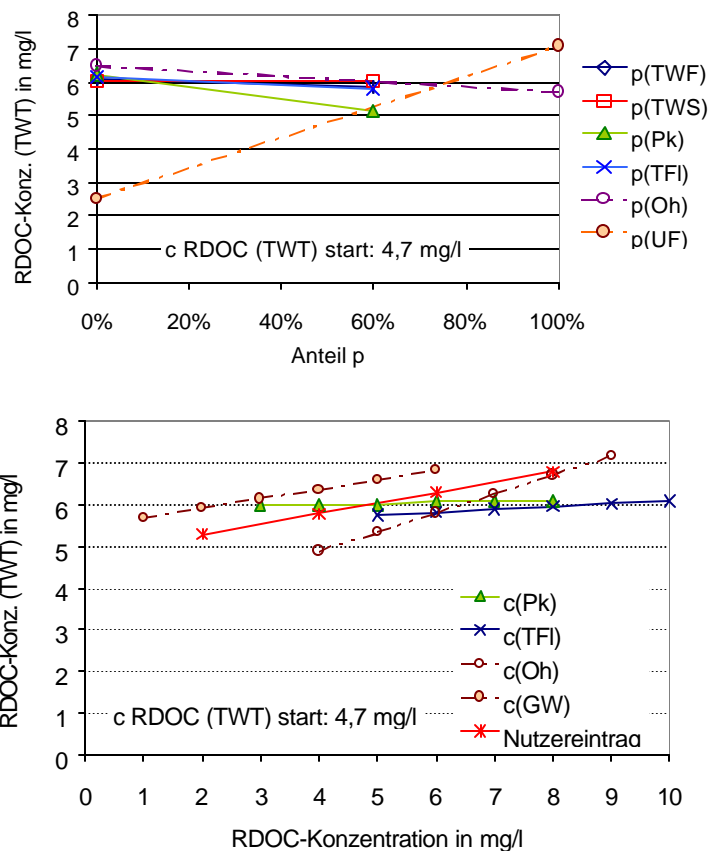 RDOC-Konz. (TWT) in mg/l
8
7
6
5
4
3
2
1
0
c RDOC (TWT) start: 4,7 mg/l
0% 20% 40% 60% 80% 100%
Anteil p
p(TWF)
p(TWS)
p(Pk)
p(TFl)
p(Oh)
p(UF)
RDOC-Konz. (TWT) in mg/l
8
7
6
5
4
3
2
1
0
c(Pk)
c(TFl)
c(Oh)
c(GW)
Nutzereintrag
c RDOC (TWT) start: 4,7 mg/l
0 1 2 3 4 5 6 7 8 9 10
RDOC-Konzentration in mg/l